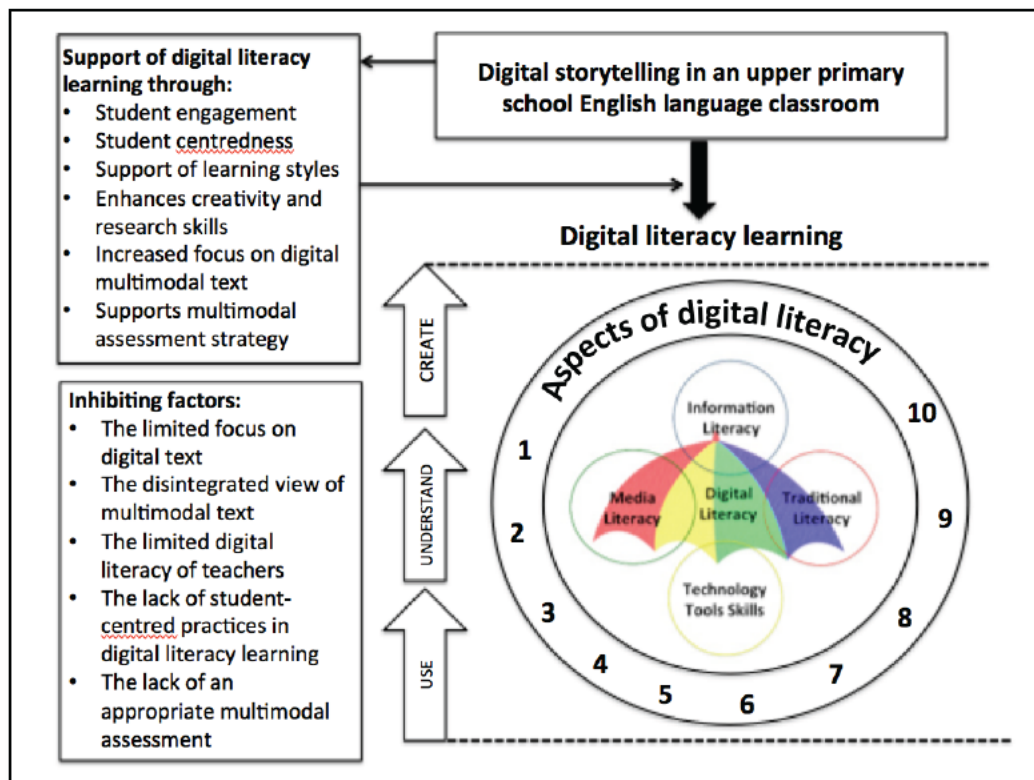 Support of digital literacy
learning through:
• Student engagement
• Student centredness
• Support of learning styles
• Enhances creativity and
research skills
• Increased focus on digital
multimodal text
• Supports multimodal
assessment strategy
Digital storytelling in an upper primary
school English language classroom
Digital literacy learning
Inhibiting factors:
• The limited focus on
digital text
• The disintegrated view of
multimodal text
• The limited digital
literacy of teachers
• The lack of student-
centred practices in
digital literacy learning
• The lack of an
appropriate multimodal
assessment
CREATE
UNDERSTAND
USE
Aspects of digital literacy
1
2
3
4
5
6
7
8
9
10
Information
Literacy
Media
Literacy
Digital
Literacy
Traditional
Literacy
Technology
Tools Skills